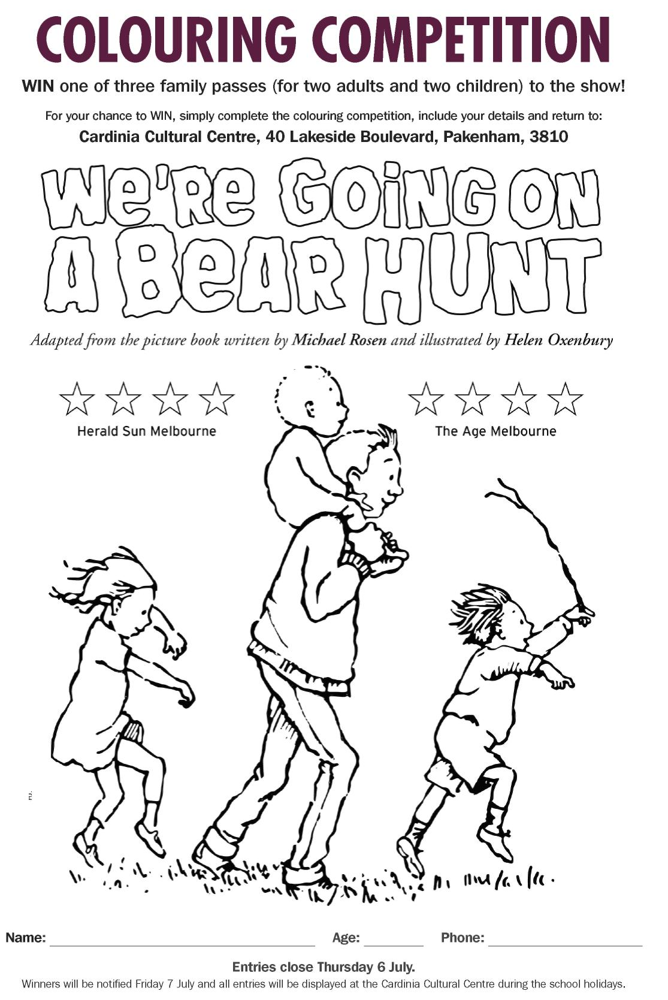 COLOURING COMPETITION
WIN one of three family passes (for two adults and two children) to the show!
For your chance to WIN, simply complete the colouring competition, include your details and return to:
Cardinia Cultural Centre, 40 Lakeside Boulevard, Pakenham, 3810
We're GOiNG ON
A BeAR HUNT
Adapted from the picture book written by Michael Rosen and illustrated by Helen Oxenbury
Herald Sun Melbourne
The Age Melbourne
Name: Age: Phone:
Entries close Thursday 6 July.
Winners will be notified Friday 7 July and all entries will be displayed at the Cardinia Cultural Centre during the school holidays.